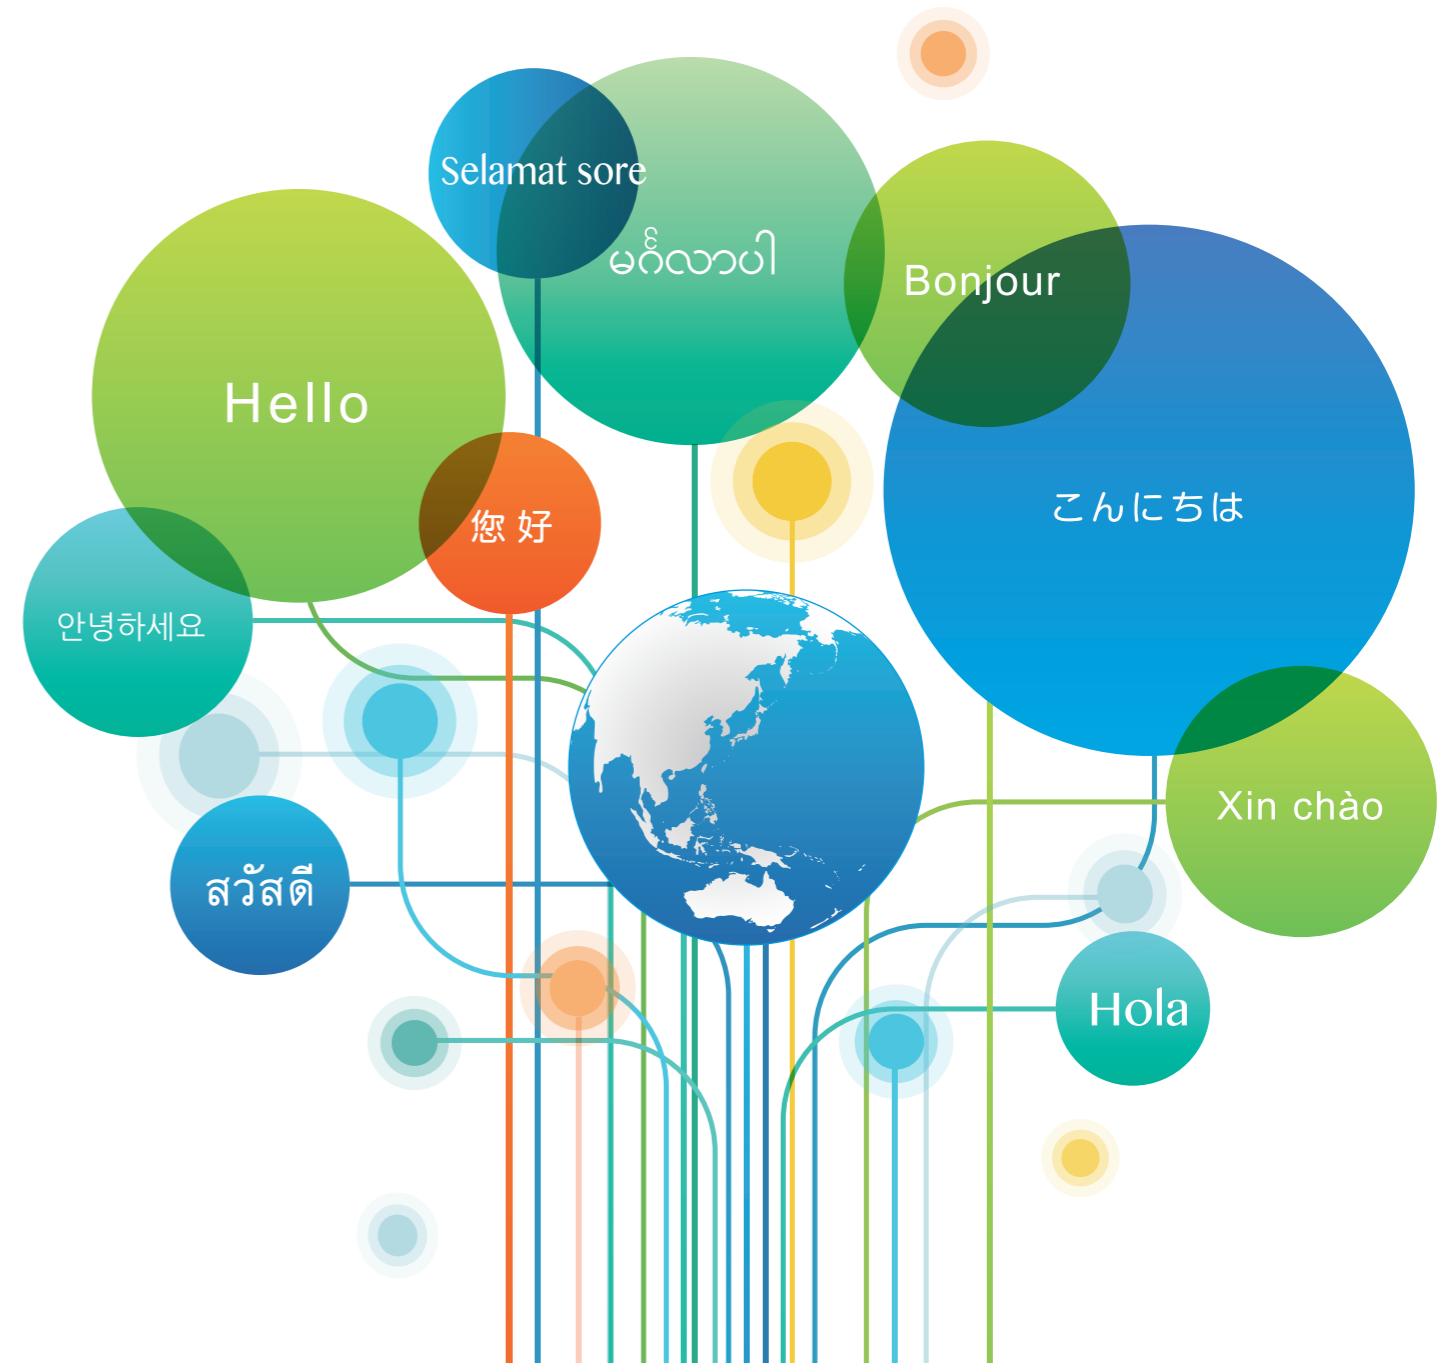 Selamat sore
မင်္ဂလာပါ
Bonjour
Hello
こんにちは
您 好
안녕하세요
Xin chào
สวัสดี
Hola